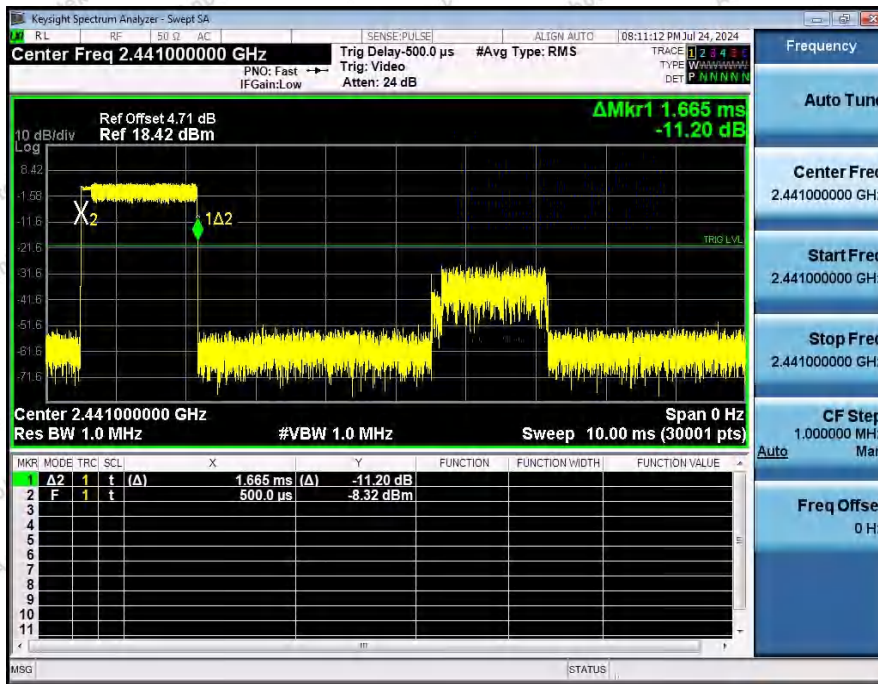 Keysight Spectrum Analyzer - Swept SA
RL RF 50 Ω AC SENSE:PULSE ALIGN AUTO 08:11:12 PM Jul 24, 2024
Center Freq 2.441000000 GHz
PNO: Fast
IFGain:Low
Trig Delay-500.0 µs
Trig: Video
Atten: 24 dB
#Avg Type: RMS
TRACE 1 2 3 4 5 6
TYPE WWWWWW
DET P N N N N N
Ref Offset 4.71 dB
10 dB/div Ref 18.42 dBm
Log
ΔMkr1 1.665 ms
-11.20 dB
8.42
-1.58
-11.6
-21.6
-31.6
-41.6
-51.6
-61.6
-71.6
X2
1Δ2
TRIG LVL
Center 2.441000000 GHz Span 0 Hz
Res BW 1.0 MHz #VBW 1.0 MHz Sweep 10.00 ms (30001 pts)
MKR MODE TRC SCL X Y FUNCTION FUNCTION WIDTH FUNCTION VALUE
1 Δ2 1 t (Δ) 1.665 ms (Δ) -11.20 dB
2 F 1 t 500.0 µs -8.32 dBm
3
4
5
6
7
8
9
10
11
MSG STATUS
Frequency
Auto Tune
Center Freq
2.441000000 GHz
Start Freq
2.441000000 GHz
Stop Freq
2.441000000 GHz
CF Step
1.000000 MHz
Auto Man
Freq Offset
0 Hz